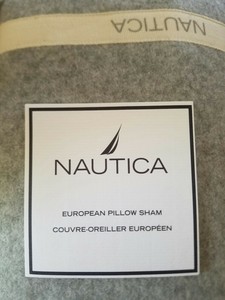 NAUTICA
NAUTICA
EUROPEAN PILLOW SHAM
COUVRE-OREILLER EUROPÉEN